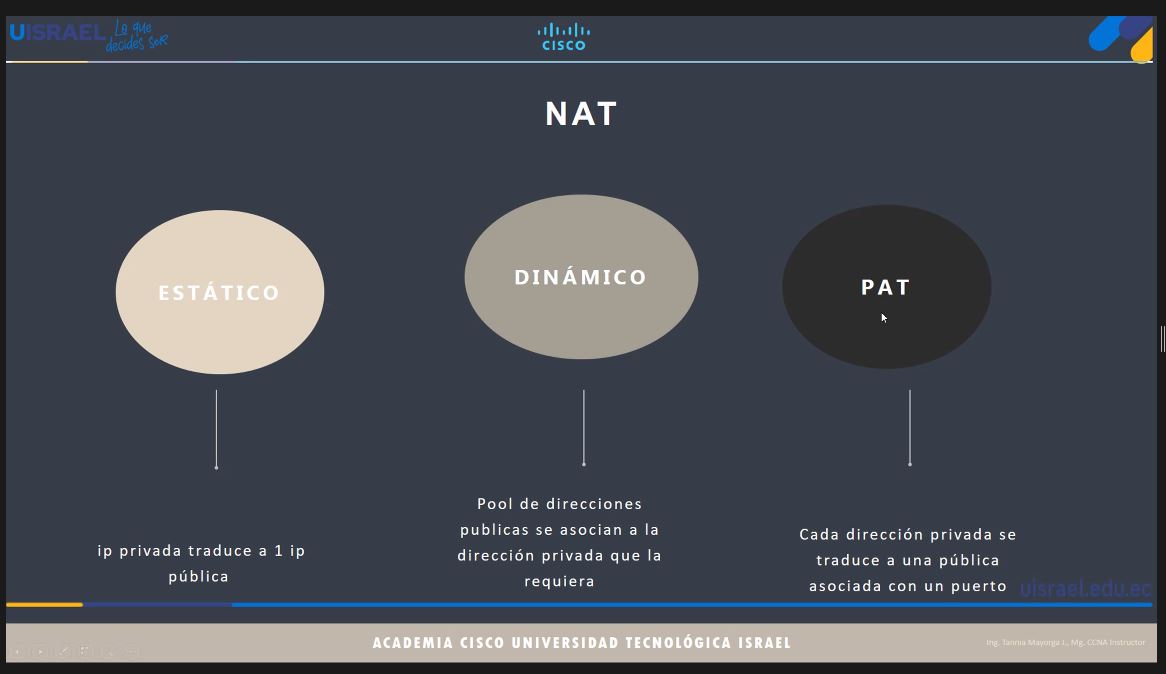 UISRAEL Lo que
decides ser
CISCO
NAT
ESTÁTICO
DINÁMICO
PAT
ip privada traduce a 1 ip
pública
Pool de direcciones
publicas se asocian a la
dirección privada que la
requiera
Cada dirección privada se
traduce a una pública
asociada con un puerto
uisrael.edu.ec
ACADEMIA CISCO UNIVERSIDAD TECNOLÓGICA ISRAEL
Ing. Tannia Mayorga J., Mg. CCNA Instructor